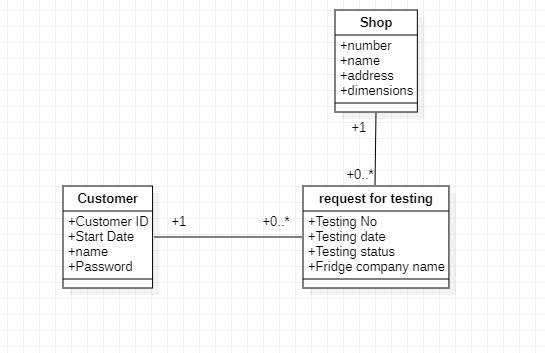 Shop
+number
+name
+address
+dimensions
+1
+0..*
Customer
+Customer ID
+Start Date
+name
+Password
+1
+0..*
request for testing
+Testing No
+Testing date
+Testing status
+Fridge company name